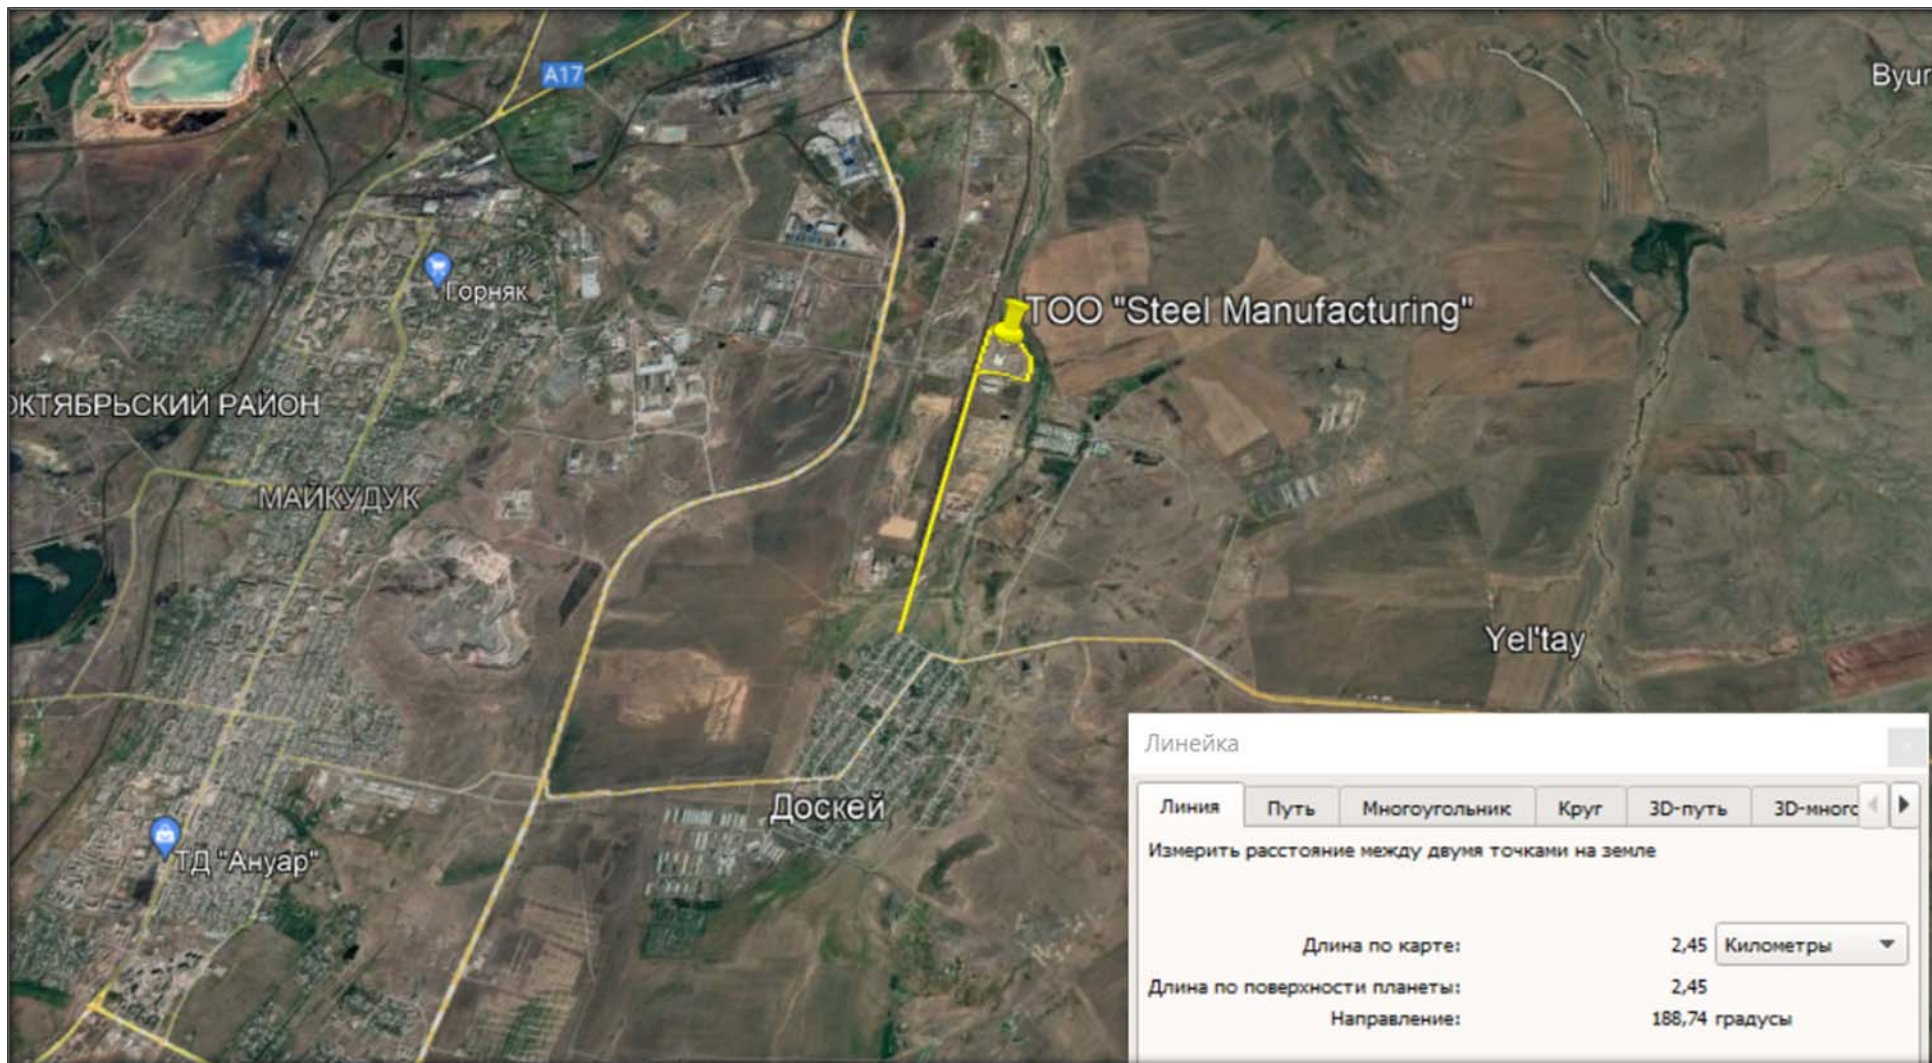 A17
Byur
Горняк
ТОО "Steel Manufacturing"
ОКТЯБРЬСКИЙ РАЙОН
МАЙКУДУК
Yel'tay
Доскей
ТД "Ануар"
Линейка
Линия Путь Многоугольник Круг 3D-путь 3D-много
Измерить расстояние между двумя точками на земле
Длина по карте: 2,45 Километры
Длина по поверхности планеты: 2,45
Направление: 188,74 градусы